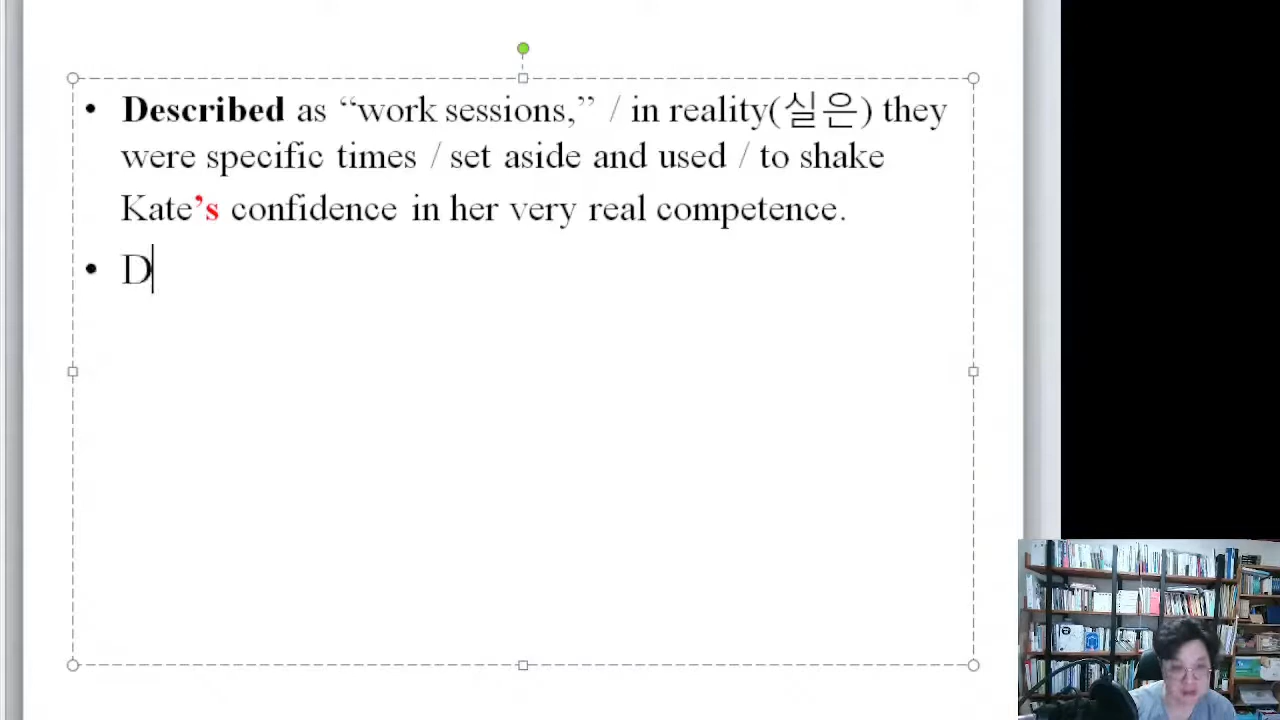 • Described as “work sessions,” / in reality(실은) they
were specific times / set aside and used / to shake
Kate’s confidence in her very real competence.
• D